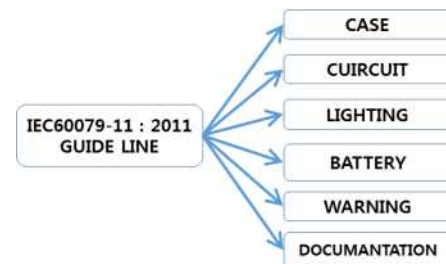 IEC60079-11 : 2011
GUIDE LINE
CASE
CUIRCUIT
LIGHTING
BATTERY
WARNING
DOCUMANTATION